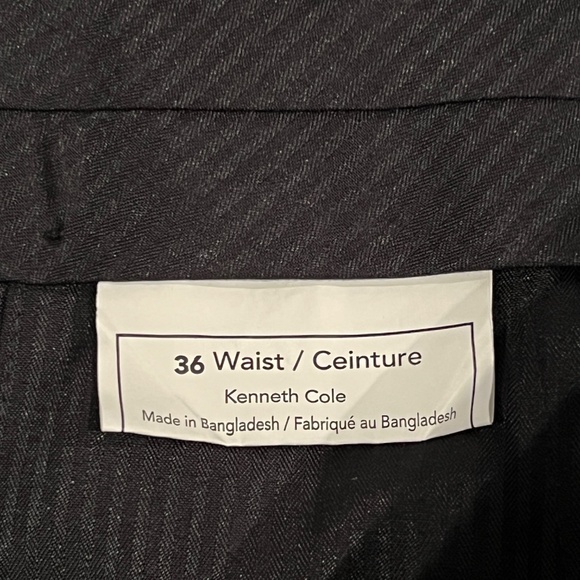 36 Waist / Ceinture
Kenneth Cole
Made in Bangladesh / Fabriqué au Bangladesh